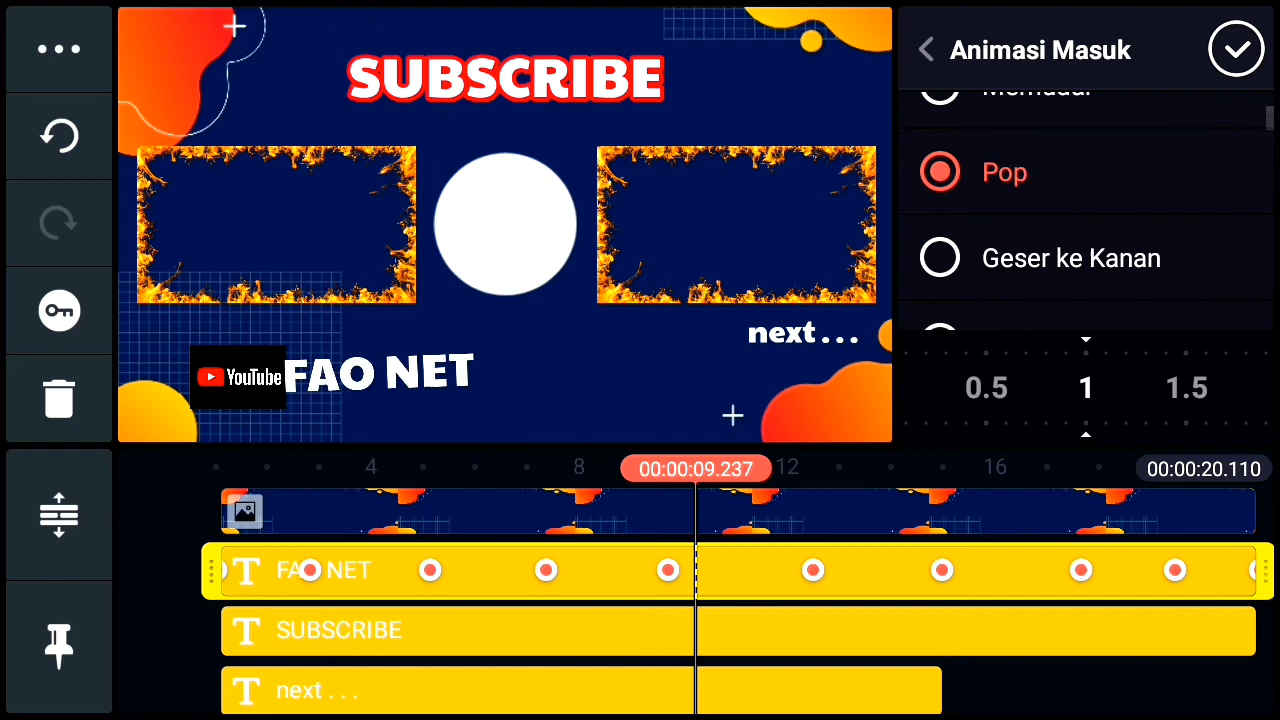 SUBSCRIBE
next...
YouTube
FAO NET
Animasi Masuk
Memudar
Pop
Geser ke Kanan
0.5 1 1.5
4 8 00:00:09.237 12 16 00:00:20.110
FAO NET
SUBSCRIBE
next . . .